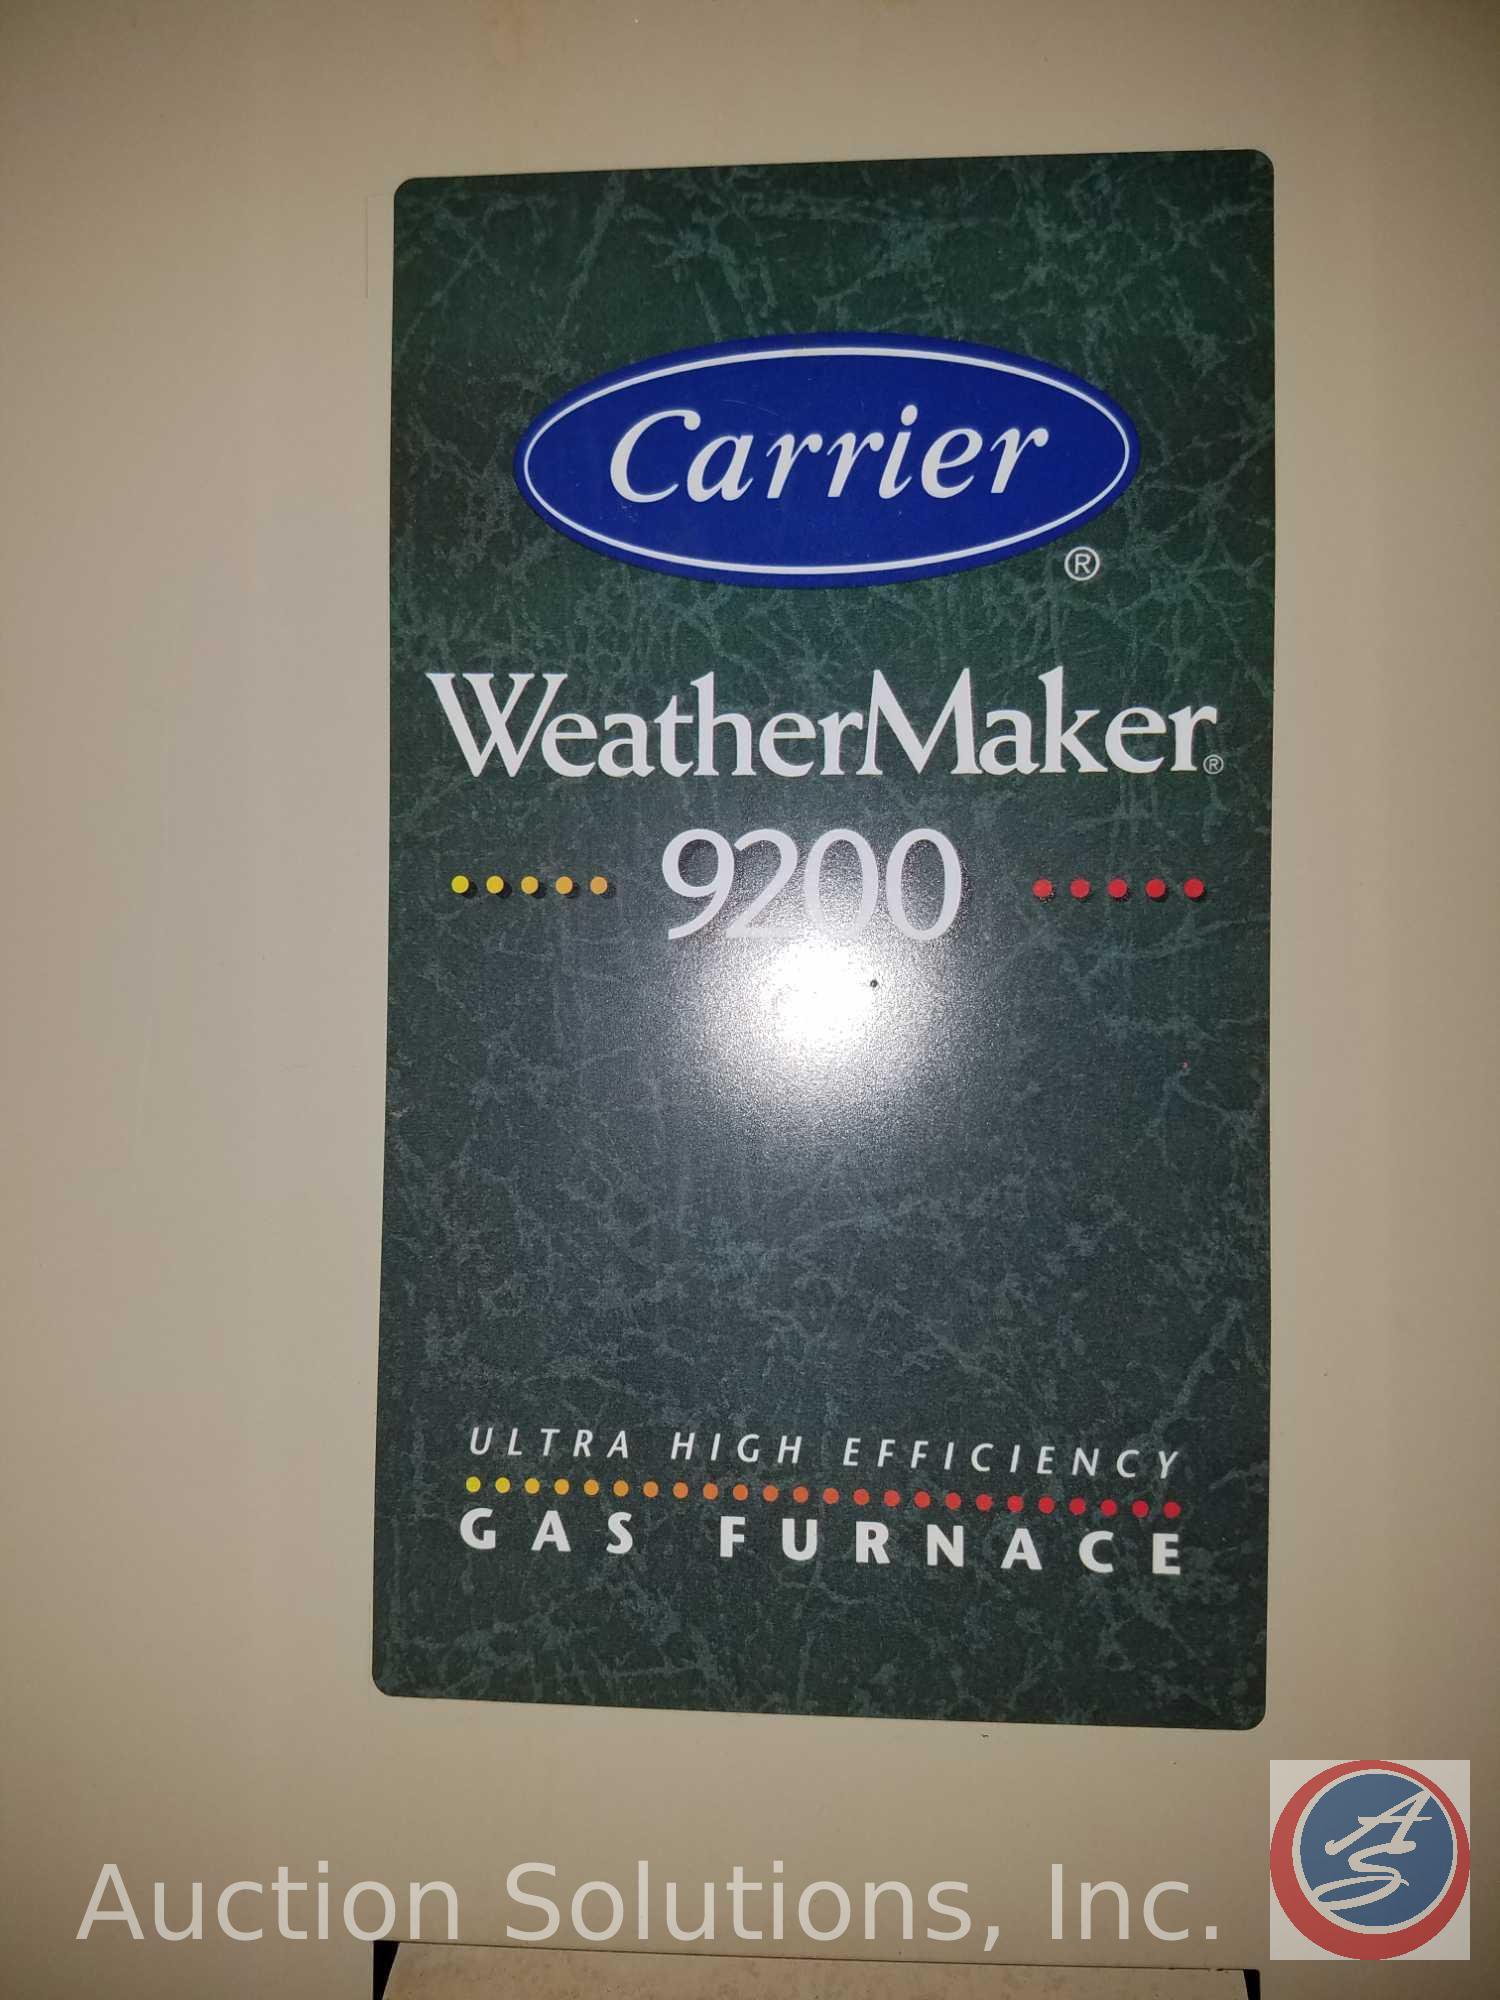 Carrier
®
WeatherMaker®
9200
ULTRA HIGH EFFICIENCY
GAS FURNACE
Auction Solutions, Inc.
AS